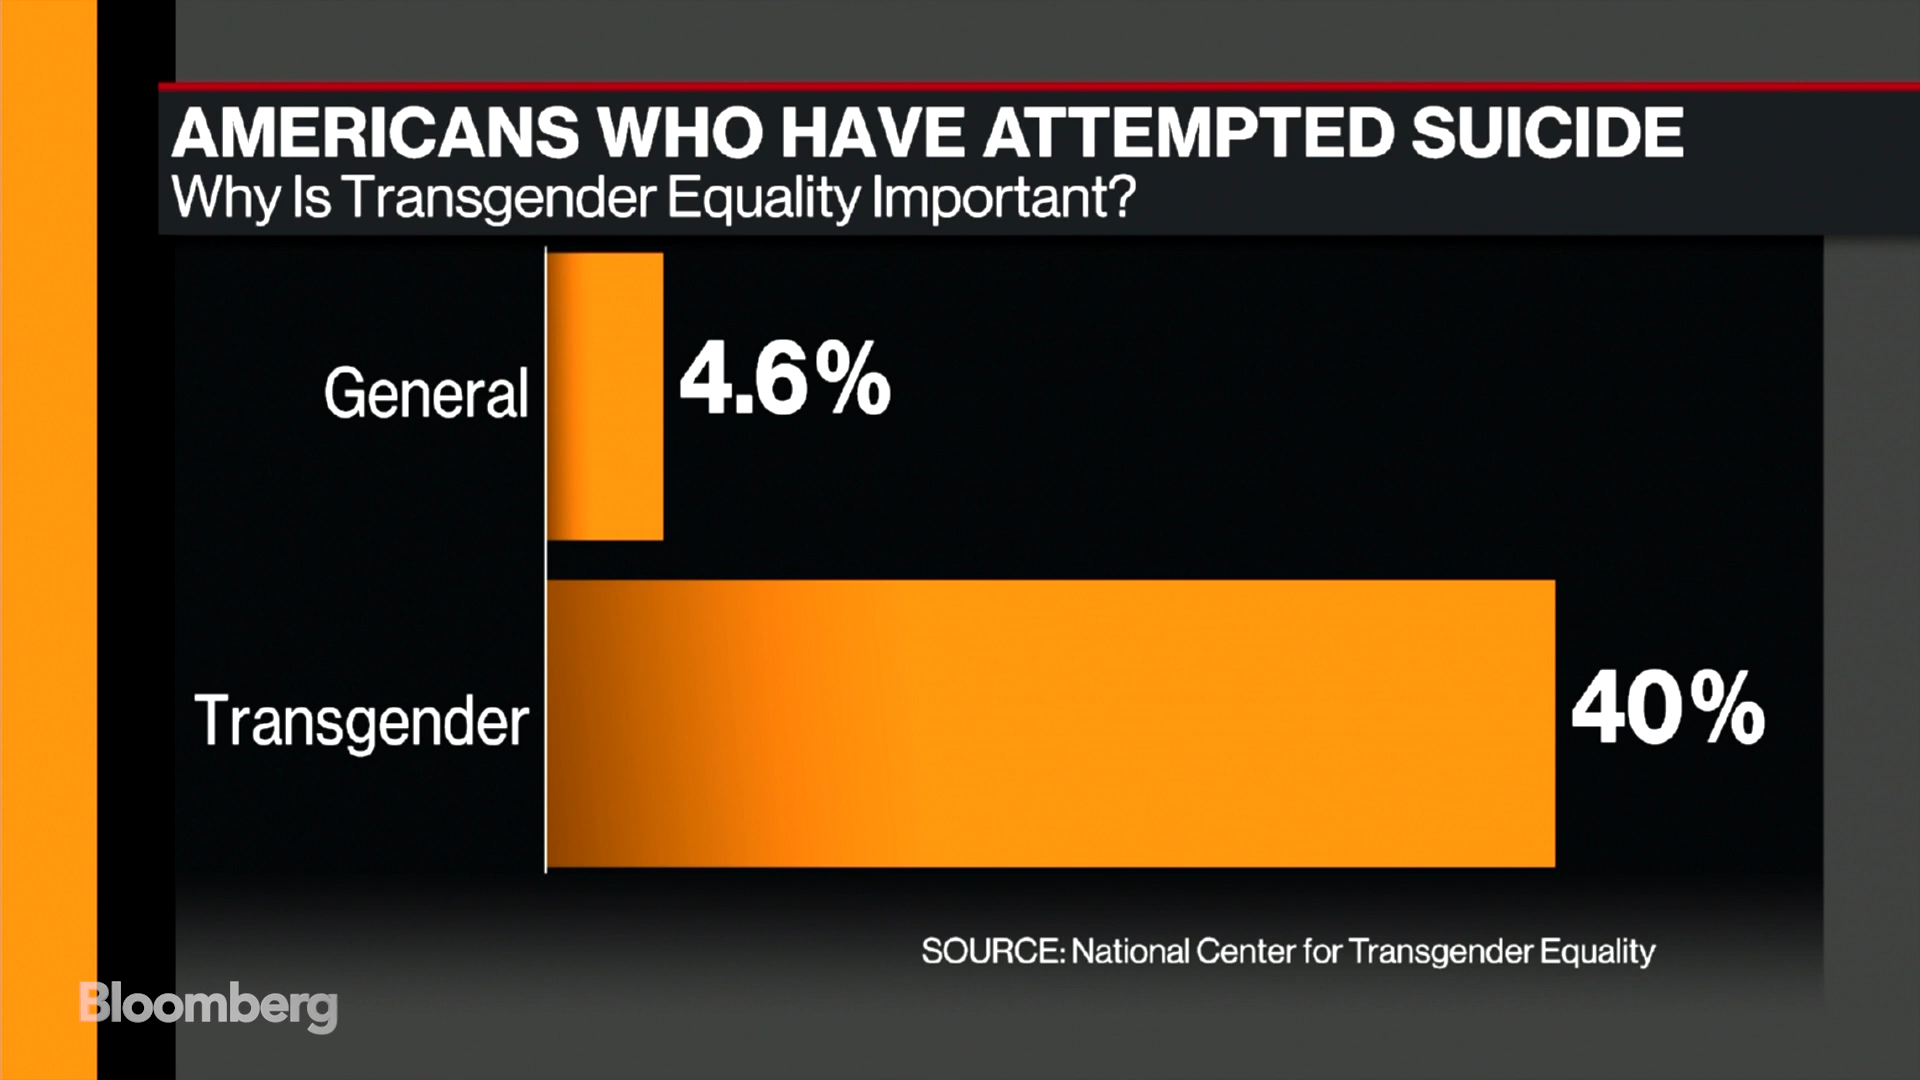 AMERICANS WHO HAVE ATTEMPTED SUICIDE
Why Is Transgender Equality Important?
General 4.6%
Transgender 40%
SOURCE: National Center for Transgender Equality
Bloomberg